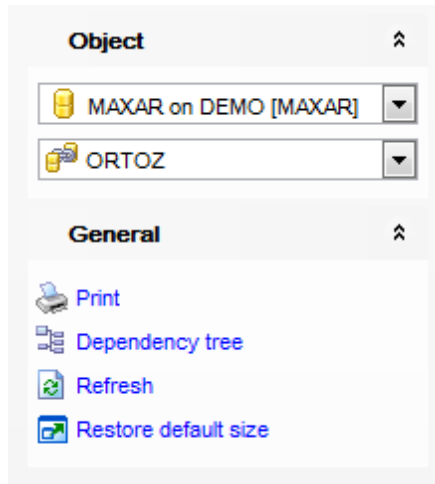 Object
MAXAR on DEMO [MAXAR]
ORTOZ
General
Print
Dependency tree
Refresh
Restore default size